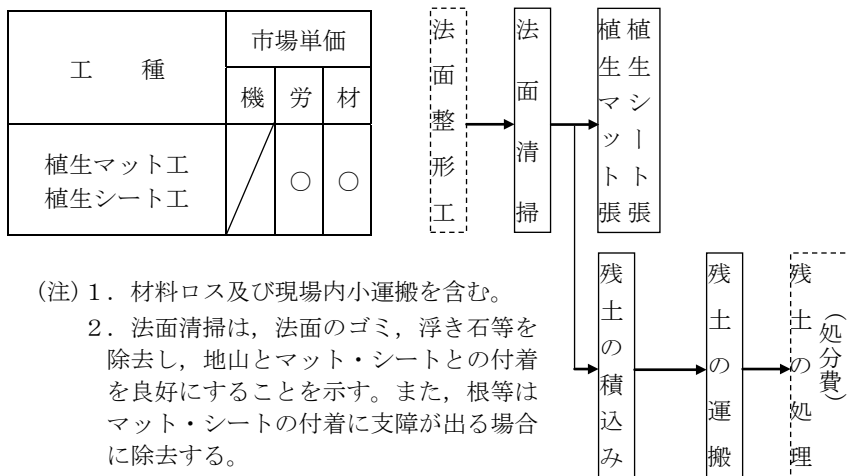 工　　種
市場単価
機 労 材
植生マット工
植生シート工
○ ○
法面整形工
法面清掃
植生シート張
植生マット張
残土の積込み
残土の運搬
残土の処理
（処分費）
(注) 1．材料ロス及び現場内小運搬を含む。
2．法面清掃は，法面のゴミ，浮き石等を
除去し，地山とマット・シートとの付着
を良好にすることを示す。また，根等は
マット・シートの付着に支障が出る場合
に除去する。